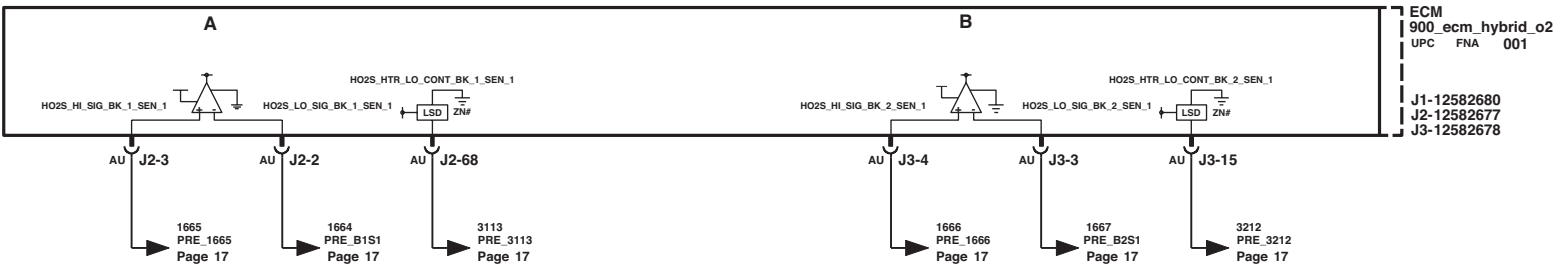 A
B
ECM
900_ecm_hybrid_o2
UPC FNA 001
HO2S_HTR_LO_CONT_BK_1_SEN_1
HO2S_HTR_LO_CONT_BK_2_SEN_1
HO2S_HI_SIG_BK_1_SEN_1
+ -
HO2S_LO_SIG_BK_1_SEN_1
LSD
ZN#
HO2S_HI_SIG_BK_2_SEN_1
+ -
HO2S_LO_SIG_BK_2_SEN_1
LSD
ZN#
J1-12582680
J2-12582677
J3-12582678
AU J2-3
AU J2-2
AU J2-68
AU J3-4
AU J3-3
AU J3-15
1665
PRE_1665
Page 17
1664
PRE_B1S1
Page 17
3113
PRE_3113
Page 17
1666
PRE_1666
Page 17
1667
PRE_B2S1
Page 17
3212
PRE_3212
Page 17